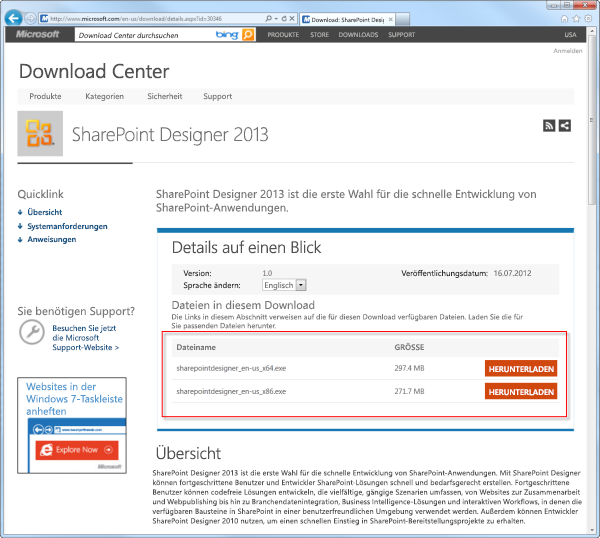 http://www.microsoft.com/en-us/download/details.aspx?id=30346
Download: SharePoint Designer
Microsoft
Download Center durchsuchen
bing
PRODUKTE STORE DOWNLOADS SUPPORT
USA
Anmelden
Download Center
Produkte Kategorien Sicherheit Support
SharePoint Designer 2013
Quicklink
Übersicht
Systemanforderungen
Anweisungen
Sie benötigen Support?
Besuchen Sie jetzt
die Microsoft
Support-Website >
Websites in der
Windows 7-Taskleiste
anheften
Explore Now
Microsoft
SharePoint Designer 2013 ist die erste Wahl für die schnelle Entwicklung von
SharePoint-Anwendungen.
Details auf einen Blick
Version: 1.0 Veröffentlichungsdatum: 16.07.2012
Sprache ändern: Englisch
Dateien in diesem Download
Die Links in diesem Abschnitt verweisen auf die für diesen Download verfügbaren Dateien. Laden Sie die für
Sie passenden Dateien herunter.
Dateiname GRÖSSE
sharepointdesigner_en-us_x64.exe 297.4 MB HERUNTERLADEN
sharepointdesigner_en-us_x86.exe 271.7 MB HERUNTERLADEN
Übersicht
SharePoint Designer 2013 ist die erste Wahl für die schnelle Entwicklung von SharePoint-Anwendungen. Mit SharePoint Designer
können fortgeschrittene Benutzer und Entwickler SharePoint-Lösungen schnell und bedarfsgerecht erstellen. Fortgeschrittene
Benutzer können codefreie Lösungen entwickeln, die vielfältige, gängige Szenarien umfassen, von Websites zur Zusammenarbeit
und Webpublishing bis hin zu Branchendatenintegration, Business Intelligence-Lösungen und interaktiven Workflows, in denen die
verfügbaren Bausteine in SharePoint in einer benutzerfreundlichen Umgebung verwendet werden. Außerdem können Entwickler
SharePoint Designer 2010 nutzen, um einen schnellen Einstieg in SharePoint-Bereitstellungsprojekte zu erhalten.